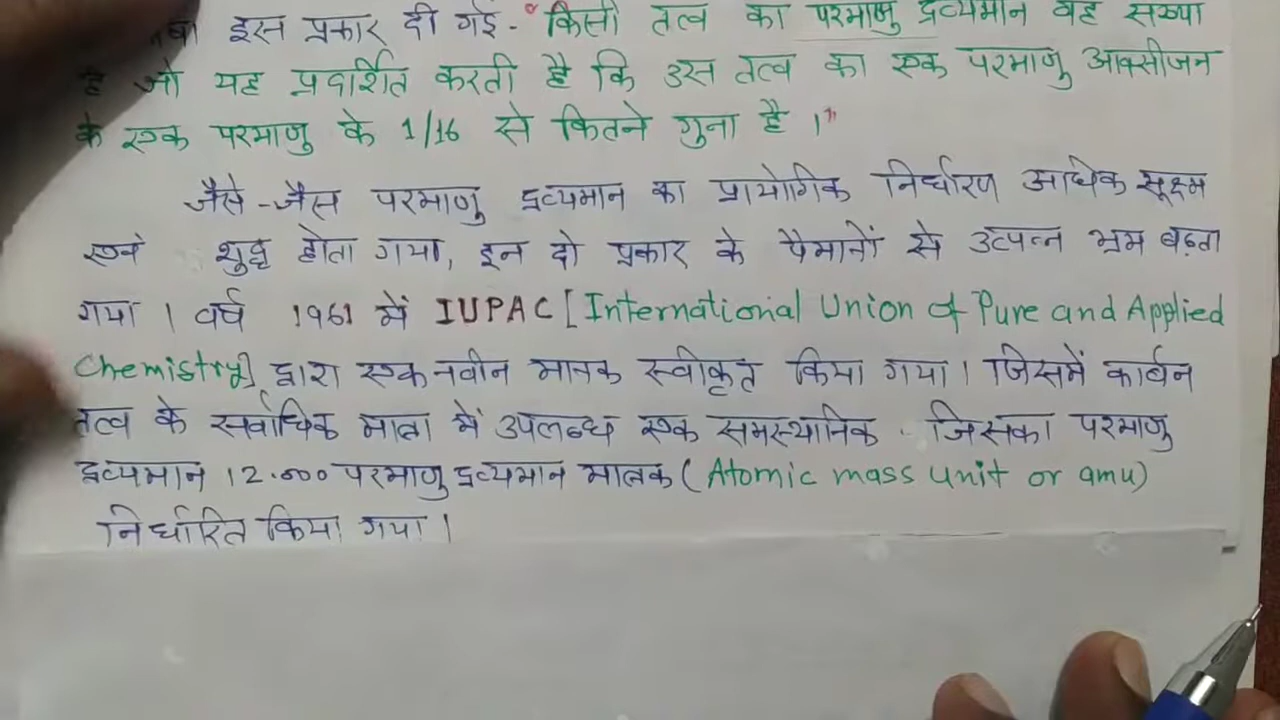 इस प्रकार दी गई- "किसी तत्व का परमाणु द्रव्यमान वह संख्या
है जो यह प्रदर्शित करती है कि उस तत्व का एक परमाणु आक्सीजन
के एक परमाणु के 1/16 से कितने गुना है ।"
जैसे-जैस परमाणु द्रव्यमान का प्रायोगिक निर्धारण अधिक सूक्ष्म
एवं शुद्ध होता गया, इन दो प्रकार के पैमानों से उत्पन्न भ्रम बढ़ता
गया । वर्ष 1961 में IUPAC [International Union of Pure and Applied
Chemistry] द्वारा एक नवीन मानक स्वीकृत किया गया । जिसमें कार्बन
तत्व के सर्वाधिक मात्रा में उपलब्ध एक समस्थानिक जिसका परमाणु
द्रव्यमान 12.000 परमाणु द्रव्यमान मात्रक (Atomic mass unit or amu)
निर्धारित किया गया ।